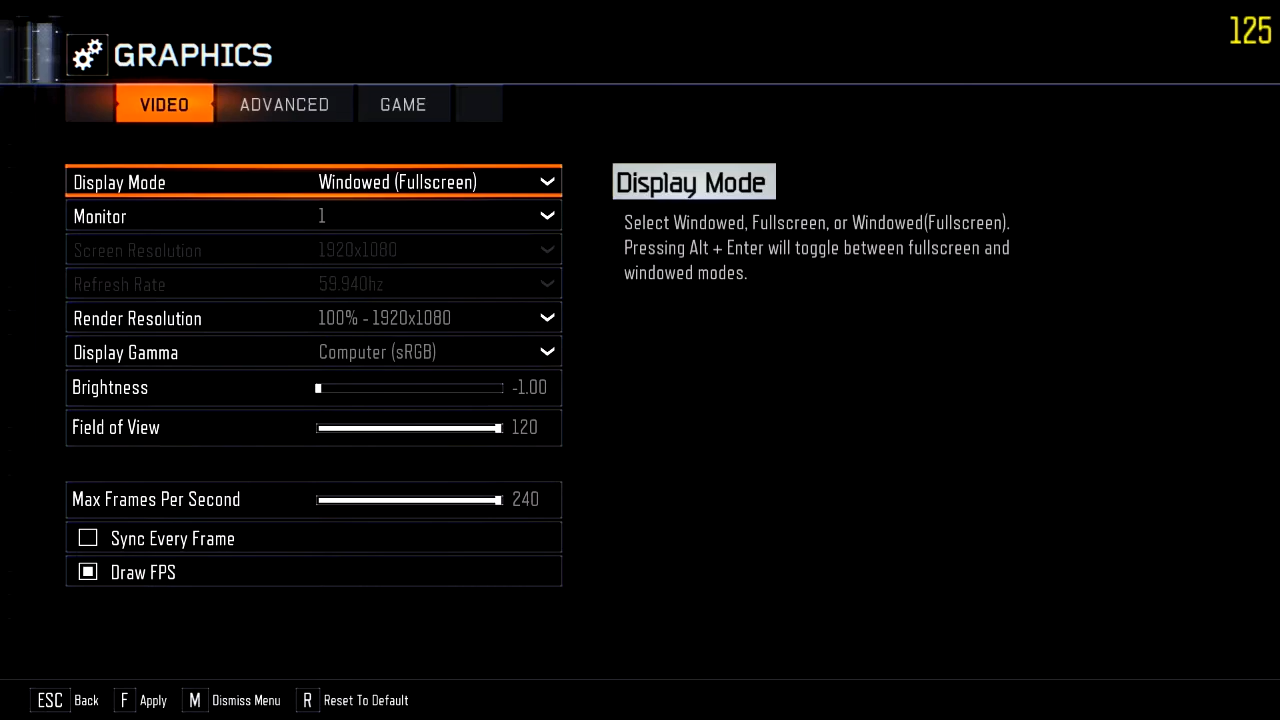 125
GRAPHICS
VIDEO ADVANCED GAME
Display Mode Windowed (Fullscreen)
Monitor 1
Screen Resolution 1920x1080
Refresh Rate 59.940hz
Render Resolution 100% - 1920x1080
Display Gamma Computer (sRGB)
Brightness -1.00
Field of View 120
Max Frames Per Second 240
Sync Every Frame
Draw FPS
Display Mode
Select Windowed, Fullscreen, or Windowed(Fullscreen).
Pressing Alt + Enter will toggle between fullscreen and
windowed modes.
ESC Back F Apply M Dismiss Menu R Reset To Default